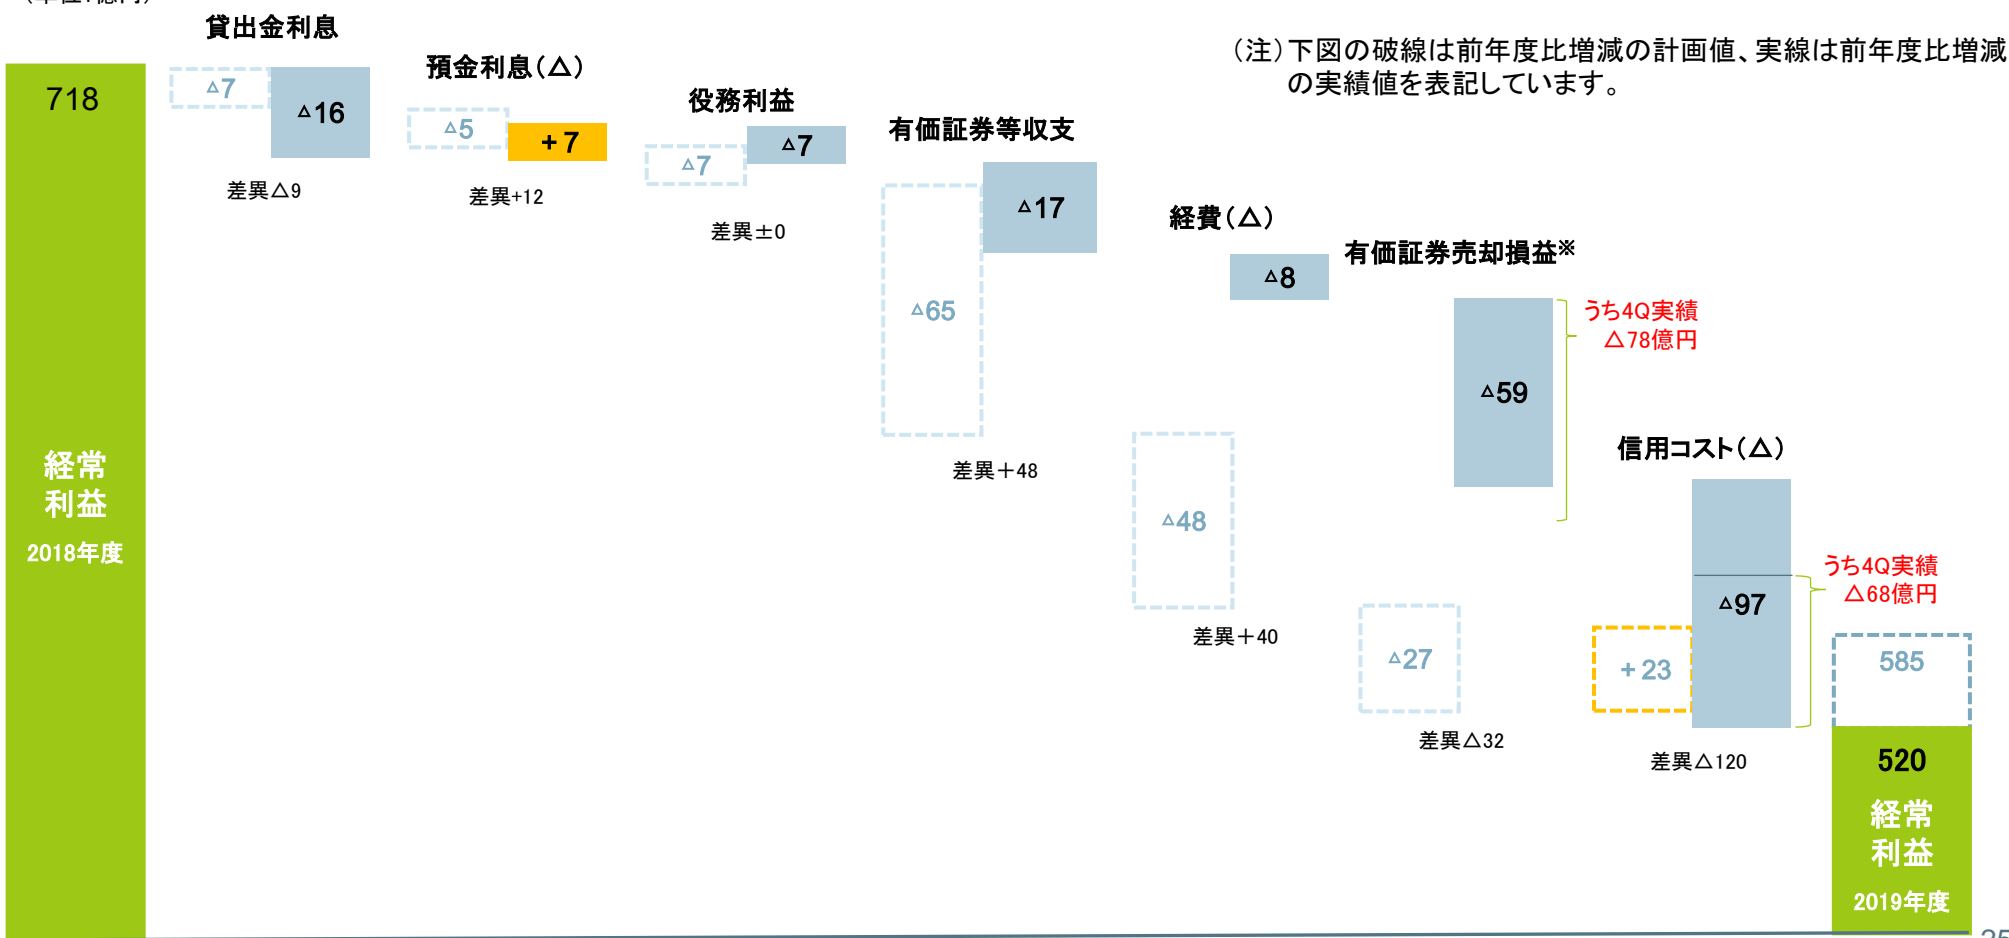 （単位：億円）
（注）下図の破線は前年度比増減の計画値、実線は前年度比増減
の実績値を表記しています。
718
経常
利益
2018年度
貸出金利息
△7
△16
差異△9
預金利息（△）
△5
＋7
差異+12
役務利益
△7
△7
差異±0
有価証券等収支
△65
△17
差異＋48
経費（△）
△48
△8
差異＋40
有価証券売却損益※
△27
△59
うち4Q実績
△78億円
差異△32
信用コスト（△）
＋23
△97
うち4Q実績
△68億円
差異△120
585
520
経常
利益
2019年度